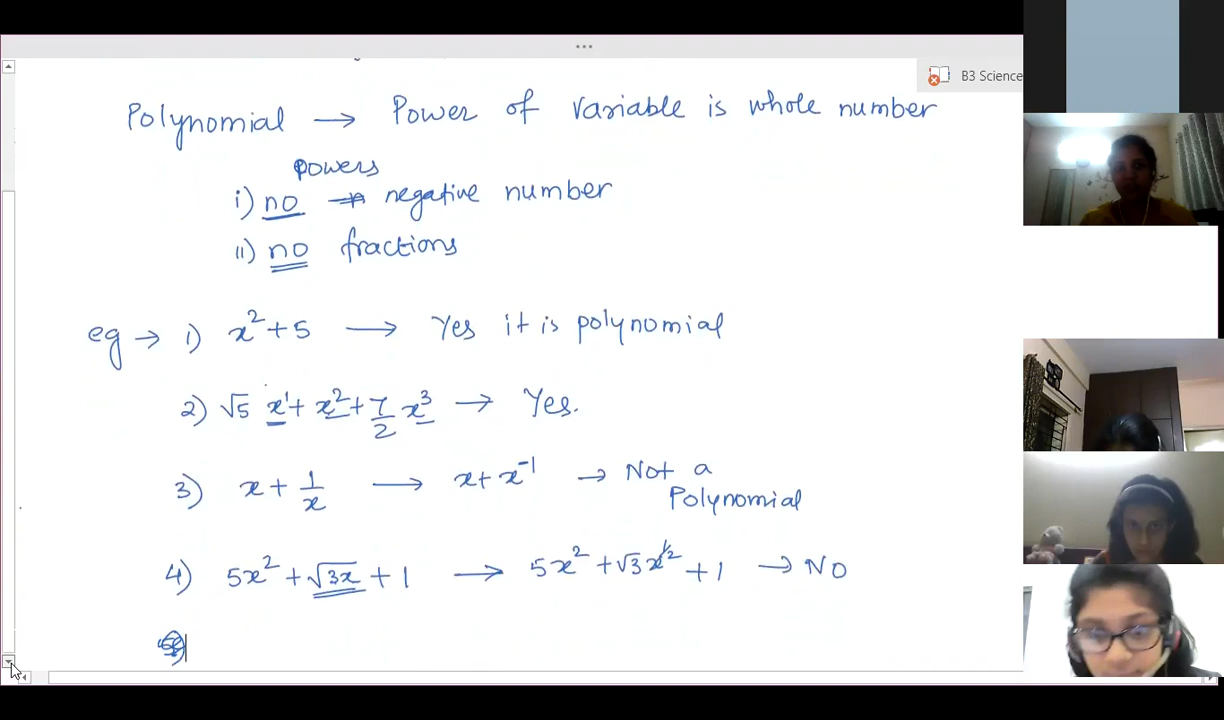 B3 Science
Polynomial → Power of variable is whole number
powers
i) no negative number
ii) no fractions
eg → 1) x² + 5 → Yes it is polynomial
2) √5 x¹ + x² + 7/2 x³ → Yes.
3) x + 1/x → x + x⁻¹ → Not a
Polynomial
4) 5x² + √3x + 1 → 5x² + √3 x^1/2 + 1 → NO